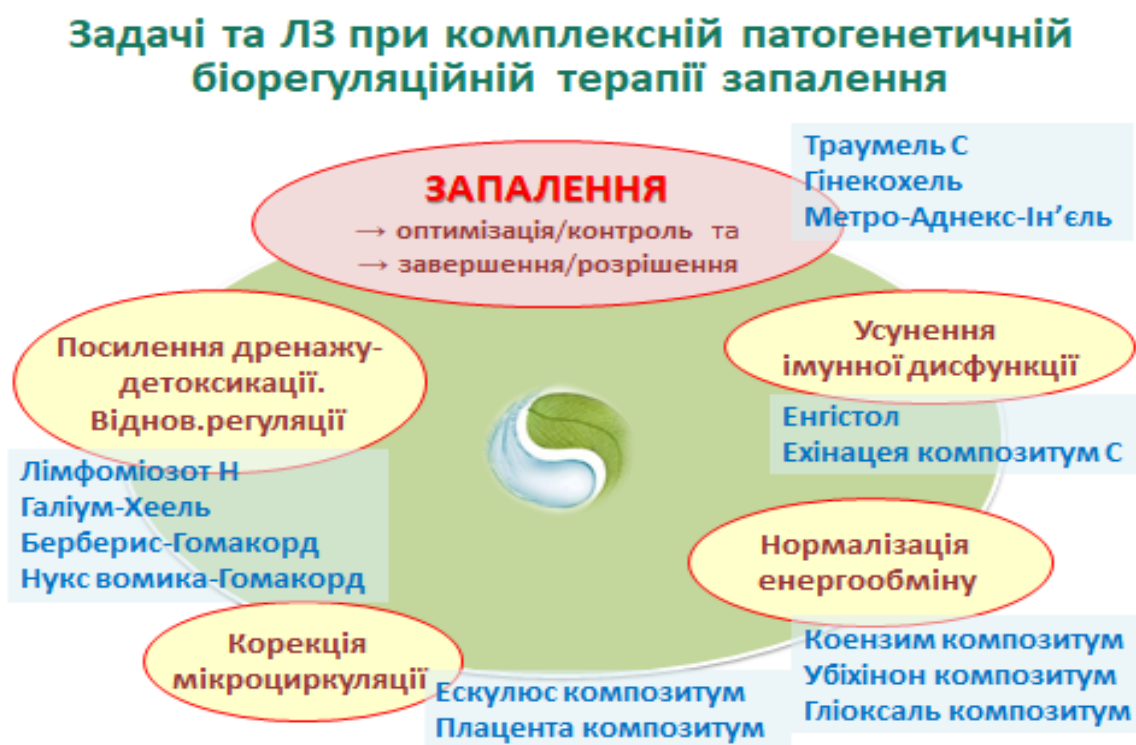 Задачі та ЛЗ при комплексній патогенетичній
біорегуляційній терапії запалення
Траумель С
Гінекохель
Метро-Аднекс-Ін’єль
ЗАПАЛЕННЯ
→ оптимізація/контроль та
→ завершення/розрішення
Посилення дренажу-
детоксикації.
Віднов.регуляції
Усунення
імунної дисфункції
Енгістол
Ехінацея композитум С
Лімфоміозот Н
Галіум-Хеель
Берберис-Гомакорд
Нукс вомика-Гомакорд
Нормалізація
енергообміну
Коензим композитум
Убіхінон композитум
Гліоксаль композитум
Корекція
мікроциркуляції
Ескулюс композитум
Плацента композитум